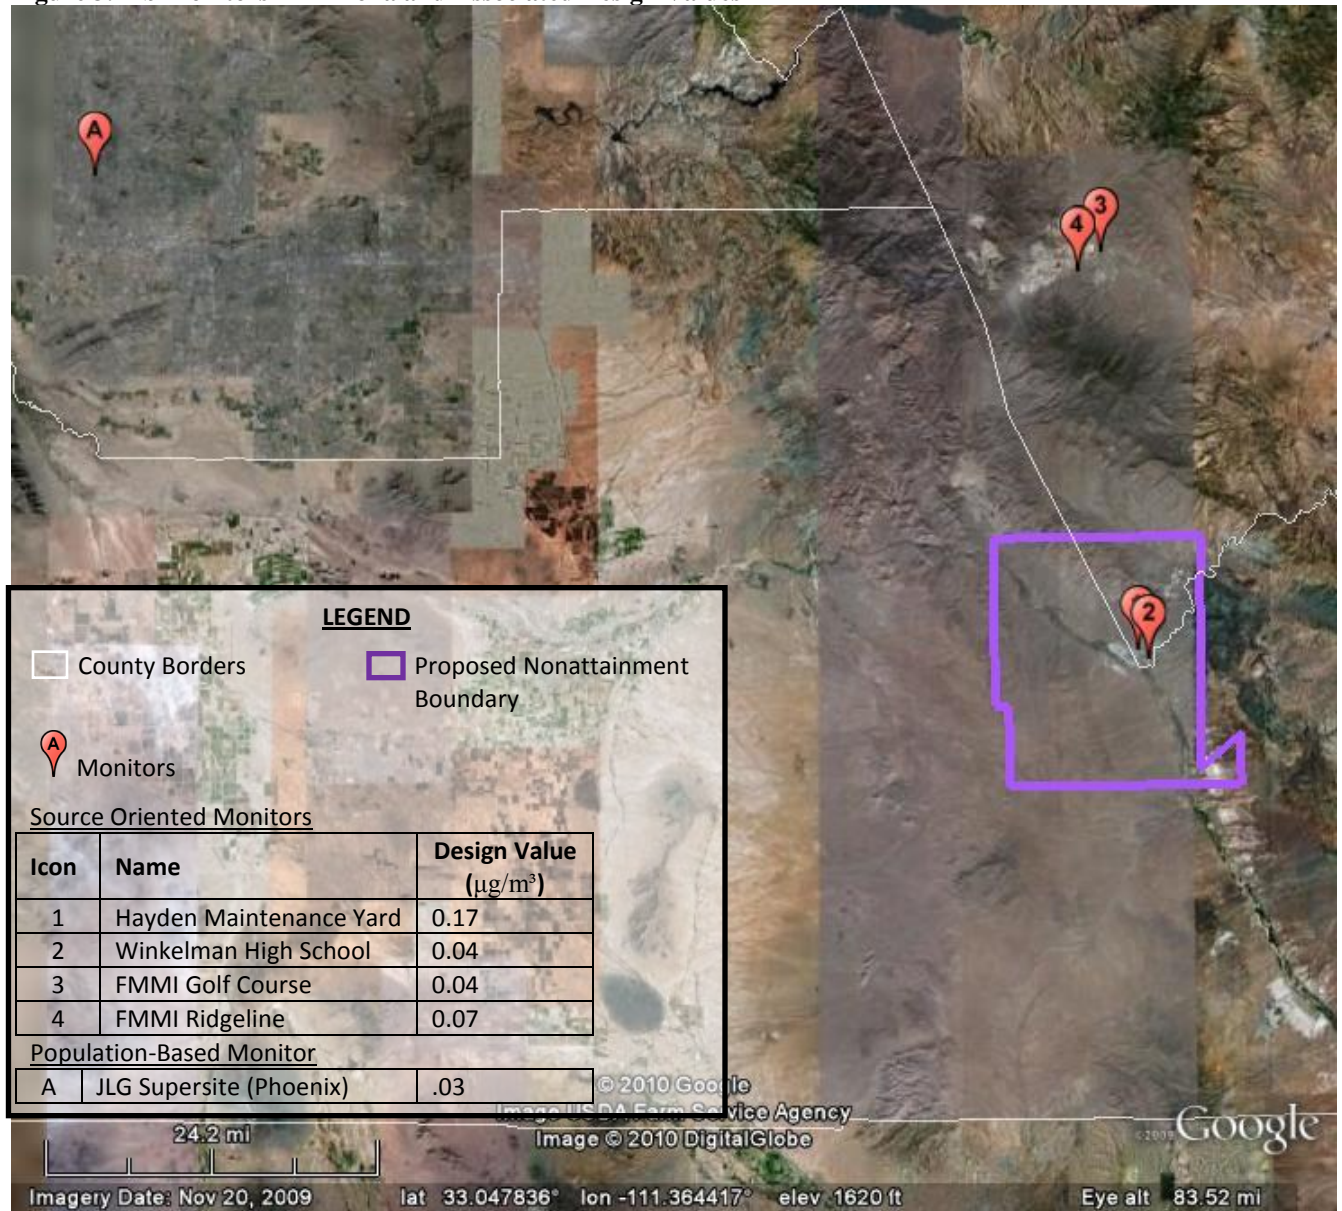 A
3
4
2
LEGEND
County Borders
Proposed Nonattainment
Boundary
A
Monitors
Source Oriented Monitors
Icon Name Design Value
(µg/m³)
1 Hayden Maintenance Yard 0.17
2 Winkelman High School 0.04
3 FMMI Golf Course 0.04
4 FMMI Ridgeline 0.07
Population-Based Monitor
A JLG Supersite (Phoenix) .03
© 2010 Google
Image USDA Farm Service Agency
Image © 2010 DigitalGlobe
24.2 mi
©2009 Google
Imagery Date: Nov 20, 2009 lat 33.047836° lon -111.364417° elev 1620 ft Eye alt 83.52 mi